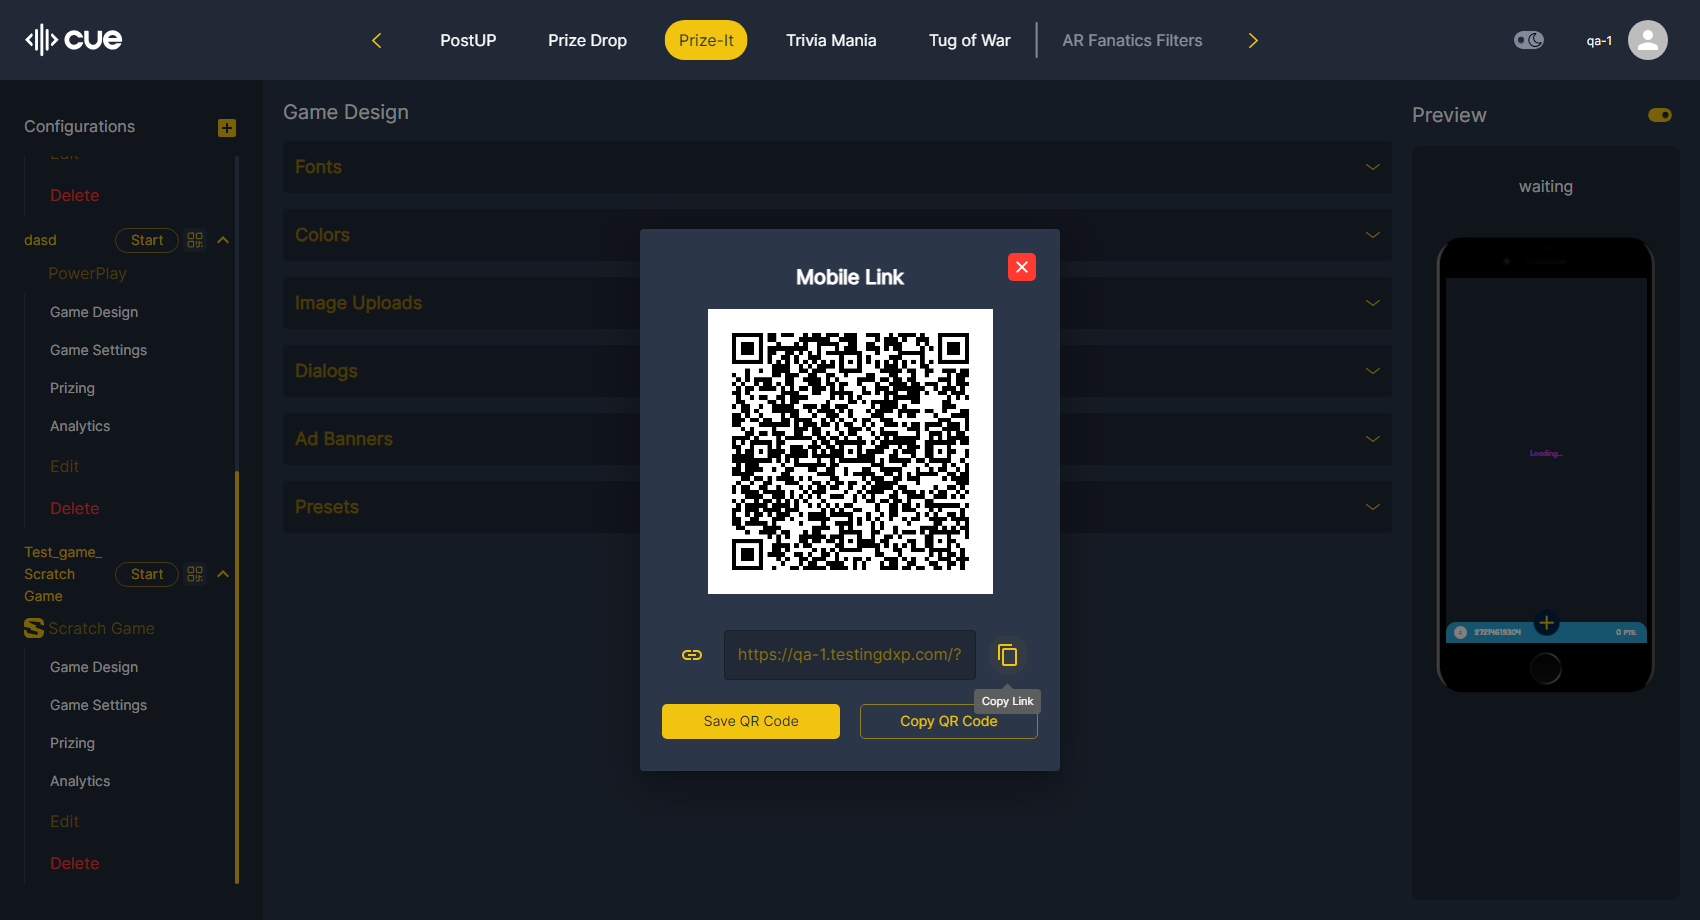 cue
PostUP
Prize Drop
Prize-It
Trivia Mania
Tug of War
AR Fanatics Filters
qa-1
Configurations
Edit
Delete
dasd
Start
PowerPlay
Game Design
Game Settings
Prizing
Analytics
Edit
Delete
Test_game_
Scratch
Game
Start
Scratch Game
Game Design
Game Settings
Prizing
Analytics
Edit
Delete
Game Design
Fonts
Colors
Image Uploads
Dialogs
Ad Banners
Presets
Mobile Link
https://qa-1.testingdxp.com/?
Copy Link
Save QR Code
Copy QR Code
Preview
waiting
Loading...
0 PTS.